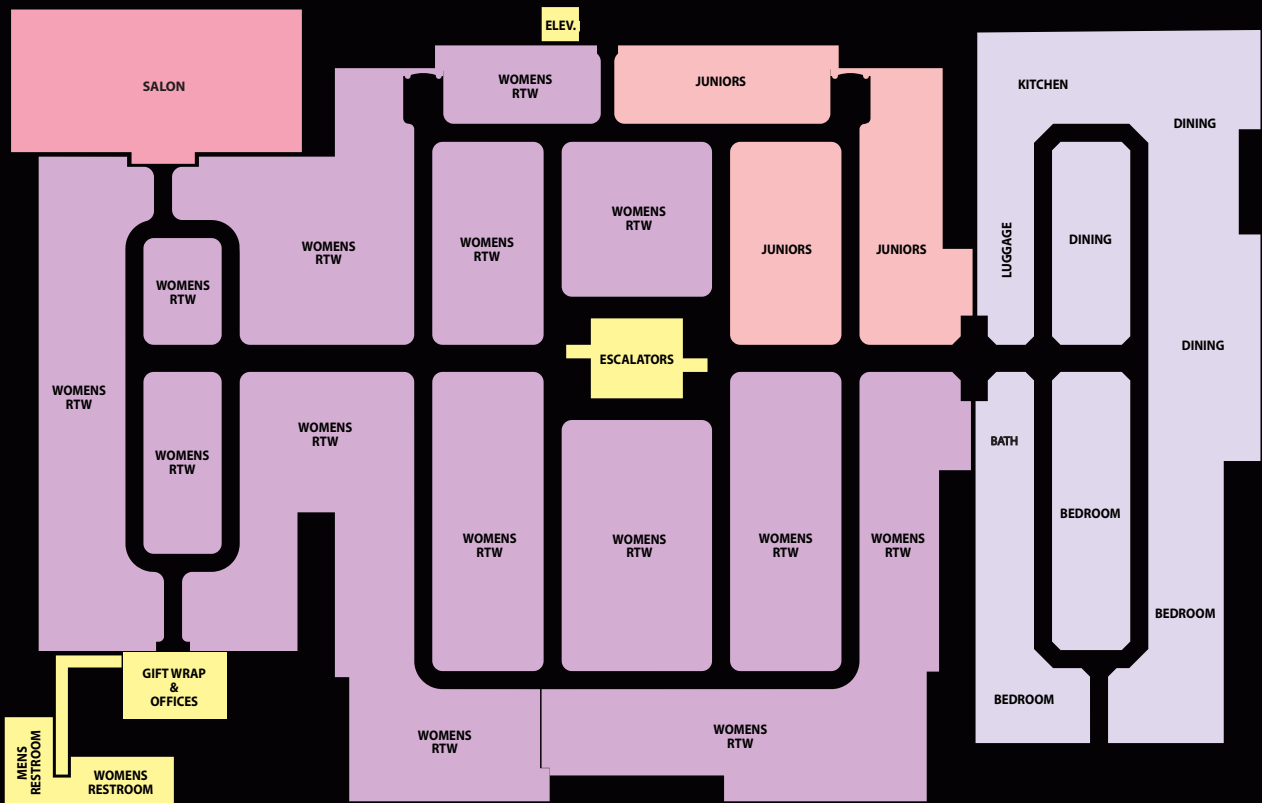 ELEV.
SALON
WOMENS
RTW
JUNIORS
KITCHEN
DINING
WOMENS
RTW
WOMENS
RTW
WOMENS
RTW
WOMENS
RTW
JUNIORS
JUNIORS
LUGGAGE
DINING
ESCALATORS
DINING
WOMENS
RTW
WOMENS
RTW
WOMENS
RTW
BATH
WOMENS
RTW
WOMENS
RTW
WOMENS
RTW
WOMENS
RTW
BEDROOM
BEDROOM
GIFT WRAP
&
OFFICES
BEDROOM
WOMENS
RTW
WOMENS
RTW
MENS
RESTROOM
WOMENS
RESTROOM